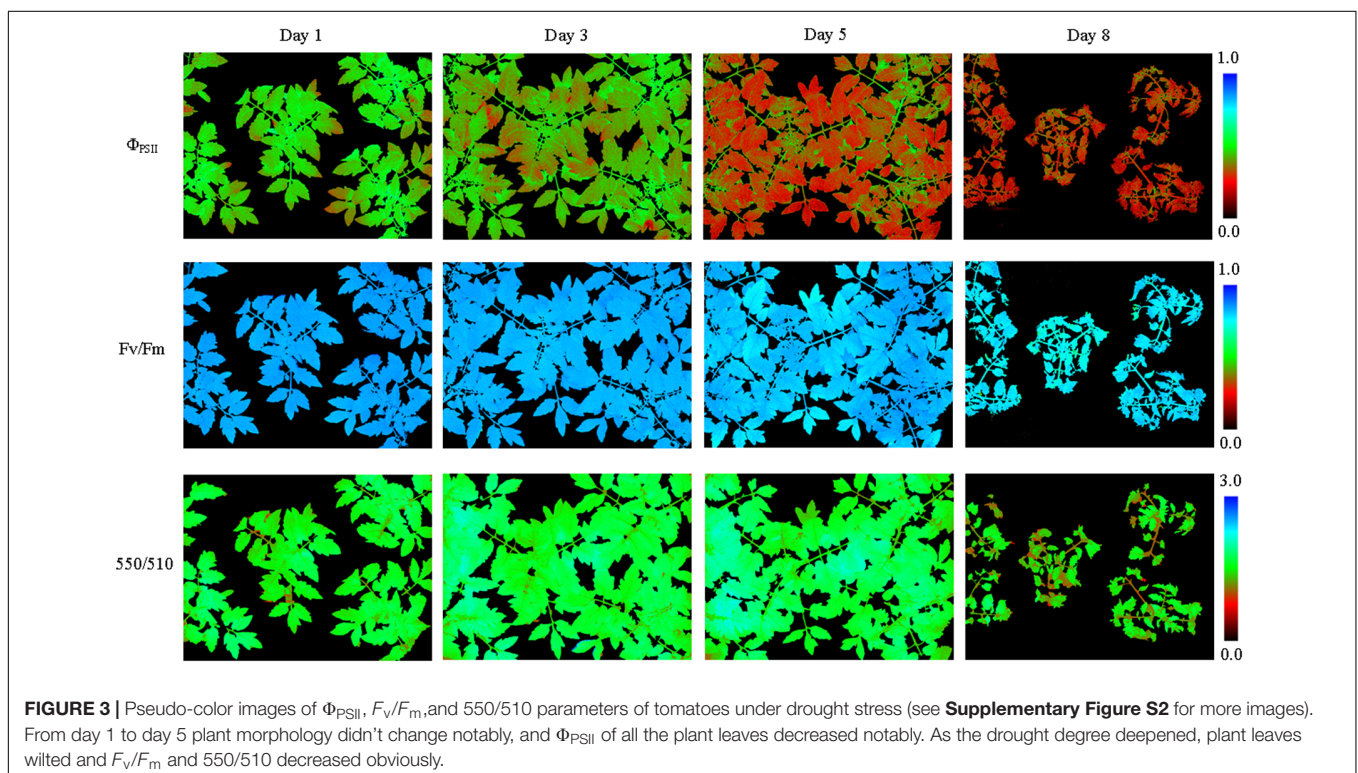 Day 1 Day 3 Day 5 Day 8
1.0
ΦPSII
0.0
1.0
Fv/Fm
0.0
3.0
550/510
0.0
FIGURE 3 | Pseudo-color images of ΦPSII, Fv/Fm,and 550/510 parameters of tomatoes under drought stress (see Supplementary Figure S2 for more images).
From day 1 to day 5 plant morphology didn't change notably, and ΦPSII of all the plant leaves decreased notably. As the drought degree deepened, plant leaves
wilted and Fv/Fm and 550/510 decreased obviously.